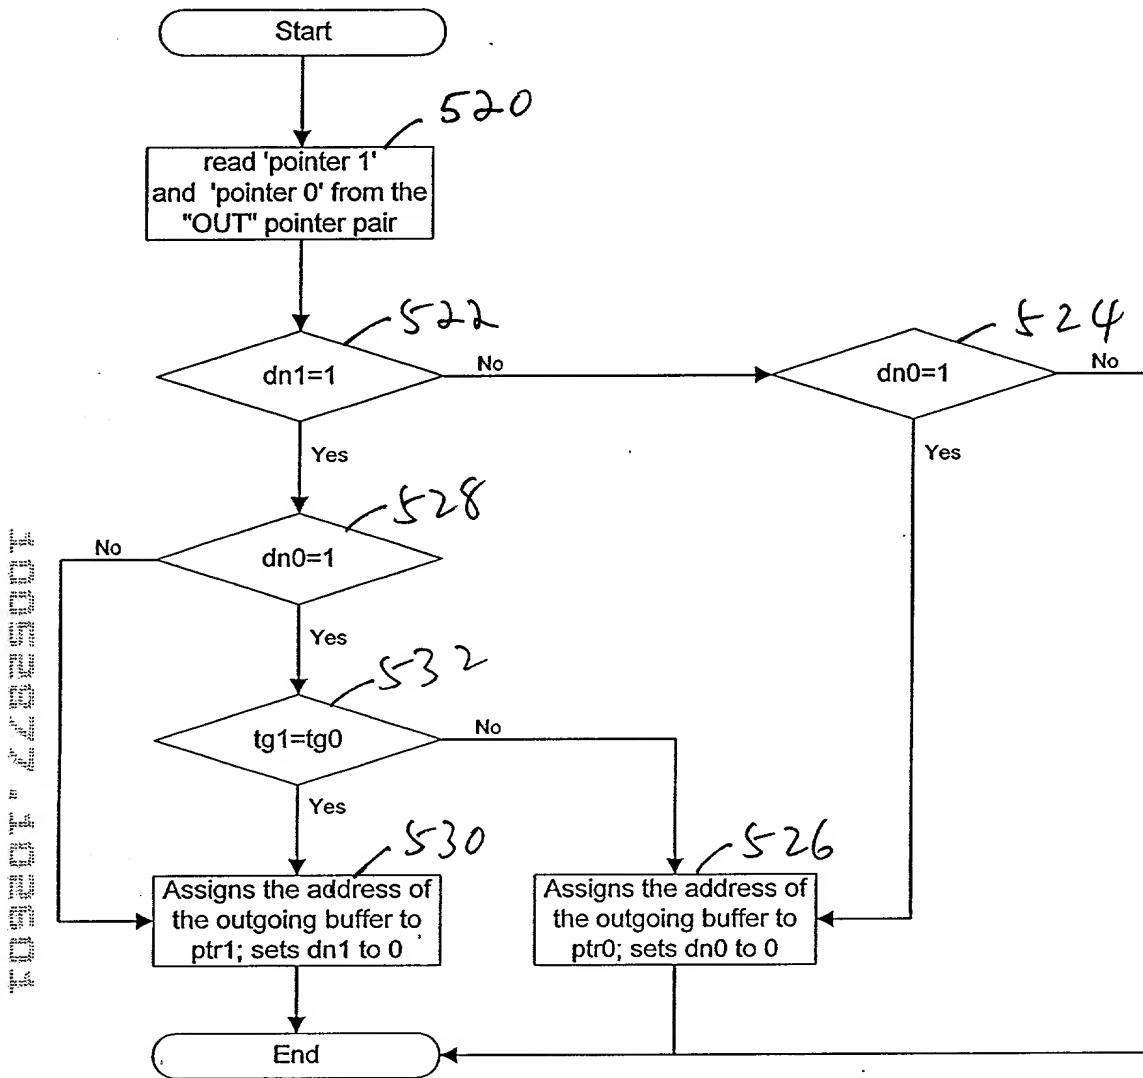 Start
520
read 'pointer 1'
and 'pointer 0' from the
"OUT" pointer pair
522
524
dn1=1
No
dn0=1
No
Yes
Yes
528
No
dn0=1
Yes
532
tg1=tg0
No
Yes
530
526
Assigns the address of
the outgoing buffer to
ptr1; sets dn1 to 0
Assigns the address of
the outgoing buffer to
ptr0; sets dn0 to 0
End
10052877.102601